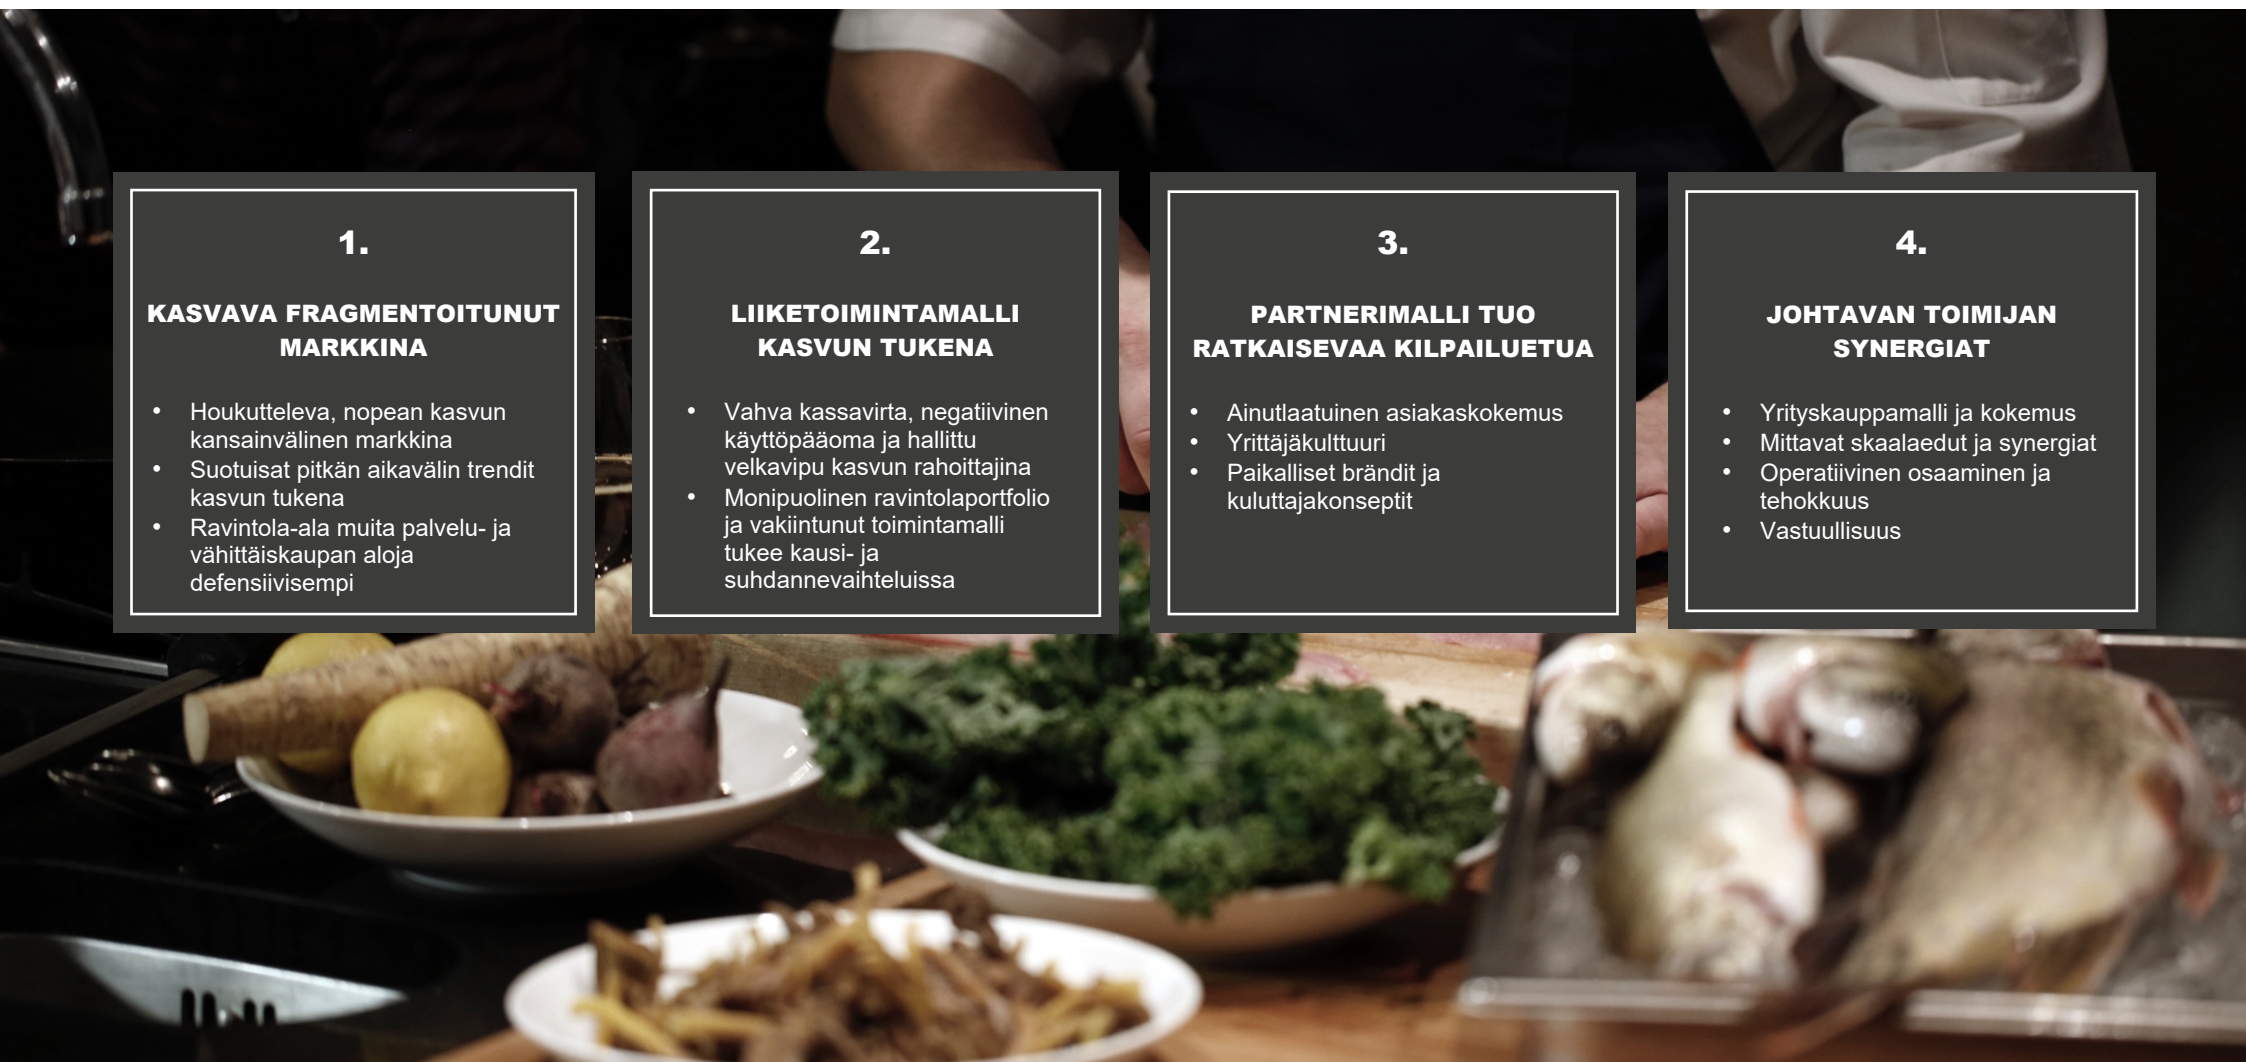 1.
KASVAVA FRAGMENTOITUNUT
MARKKINA
• Houkutteleva, nopean kasvun
kansainvälinen markkina
• Suotuisat pitkän aikavälin trendit
kasvun tukena
• Ravintola-ala muita palvelu- ja
vähittäiskaupan aloja
defensiivisempi
2.
LIIKETOIMINTAMALLI
KASVUN TUKENA
• Vahva kassavirta, negatiivinen
käyttöpääoma ja hallittu
velkavipu kasvun rahoittajina
• Monipuolinen ravintolaportfolio
ja vakiintunut toimintamalli
tukee kausi- ja
suhdannevaihteluissa
3.
PARTNERIMALLI TUO
RATKAISEVAA KILPAILUETUA
• Ainutlaatuinen asiakaskokemus
• Yrittäjäkulttuuri
• Paikalliset brändit ja
kuluttajakonseptit
4.
JOHTAVAN TOIMIJAN
SYNERGIAT
• Yrityskauppamalli ja kokemus
• Mittavat skaalaedut ja synergiat
• Operatiivinen osaaminen ja
tehokkuus
• Vastuullisuus